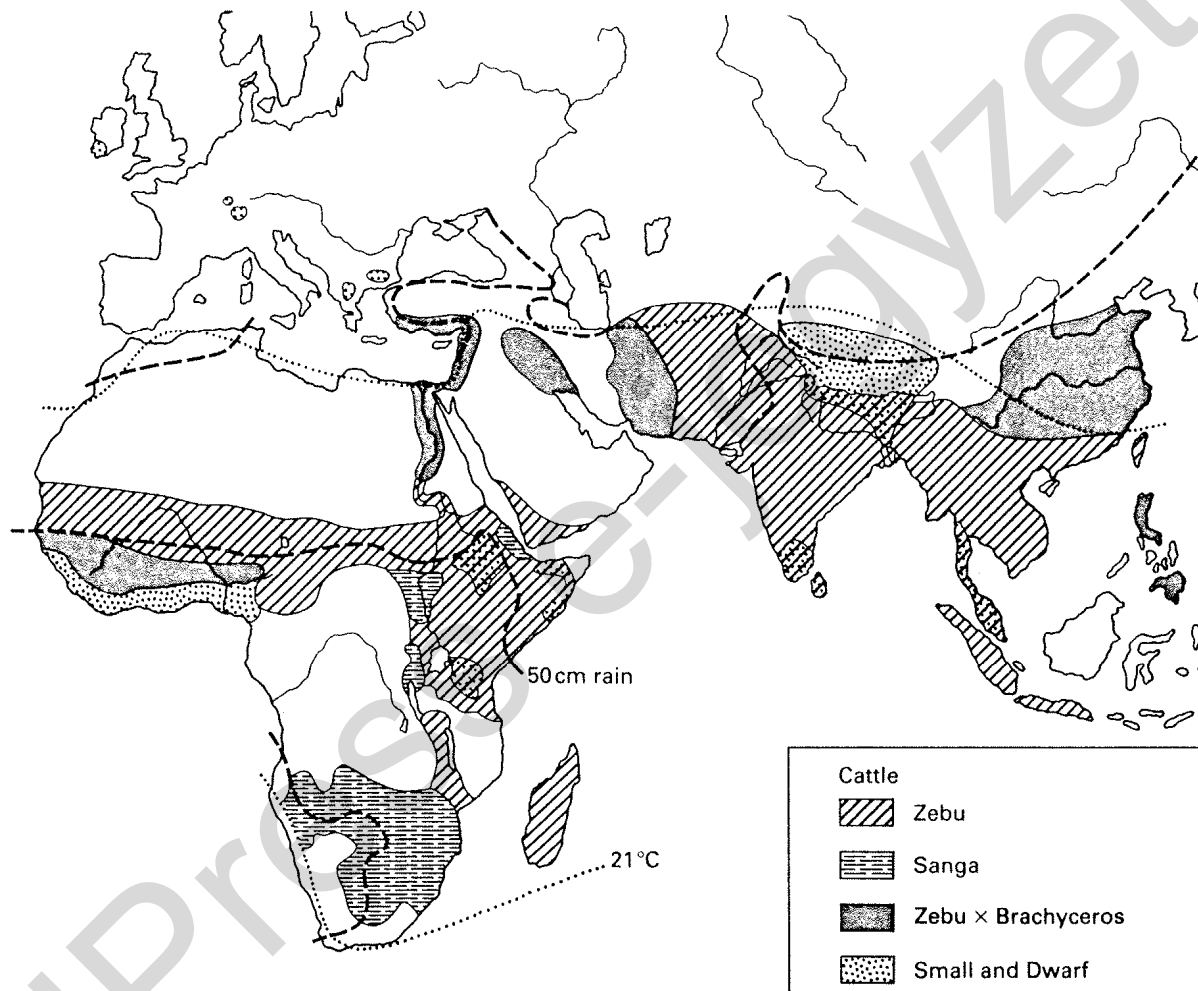 50 cm rain
21°C
Cattle
Zebu
Sanga
Zebu × Brachyceros
Small and Dwarf